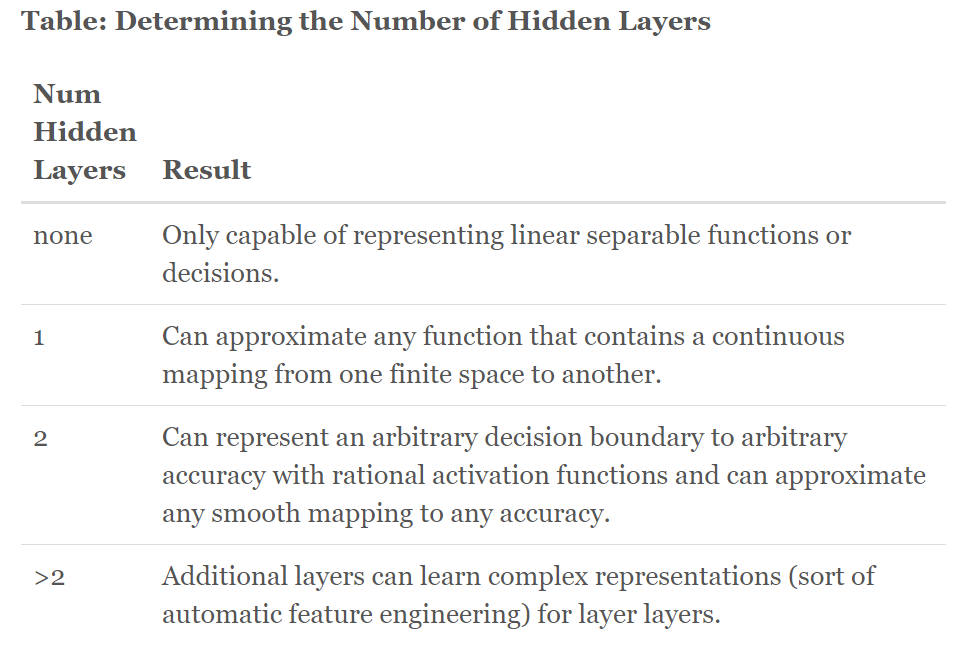 Table: Determining the Number of Hidden Layers
Num
Hidden
Layers Result
none Only capable of representing linear separable functions or
decisions.
1 Can approximate any function that contains a continuous
mapping from one finite space to another.
2 Can represent an arbitrary decision boundary to arbitrary
accuracy with rational activation functions and can approximate
any smooth mapping to any accuracy.
>2 Additional layers can learn complex representations (sort of
automatic feature engineering) for layer layers.